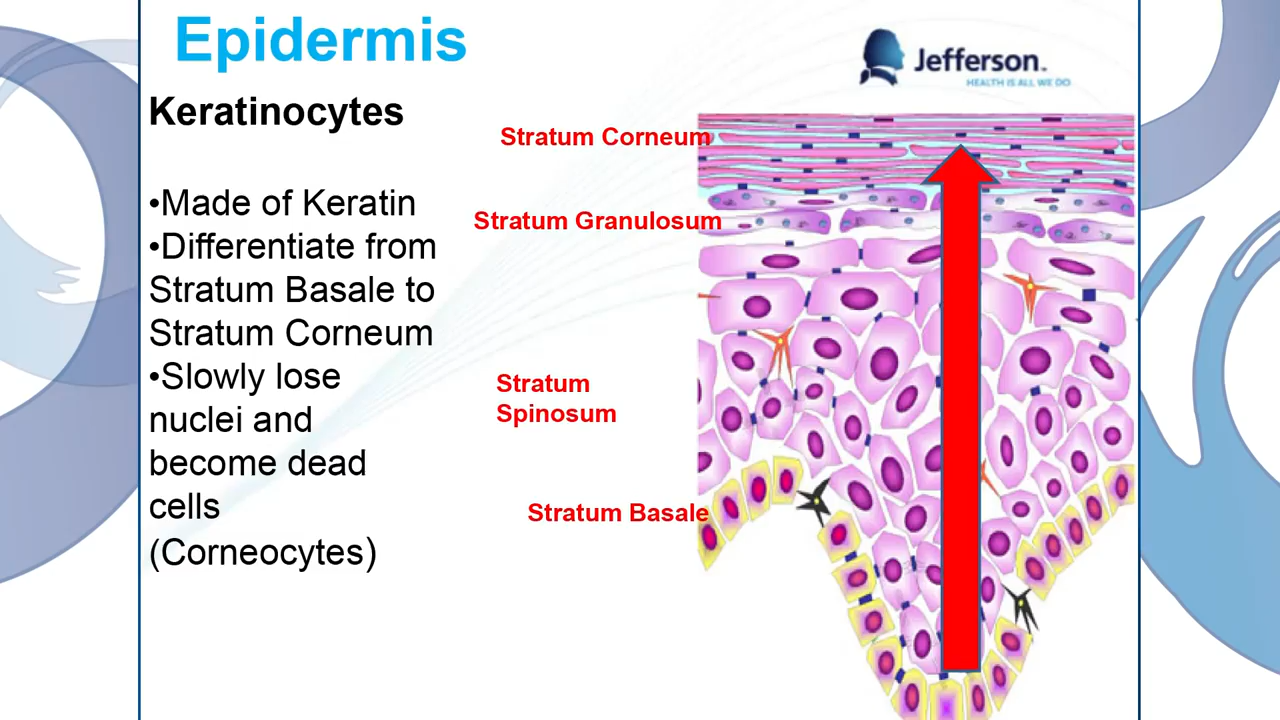 Epidermis
Jefferson™
HEALTH IS ALL WE DO
Keratinocytes
•Made of Keratin
•Differentiate from
Stratum Basale to
Stratum Corneum
•Slowly lose
nuclei and
become dead
cells
(Corneocytes)
Stratum Corneum
Stratum Granulosum
Stratum
Spinosum
Stratum Basale